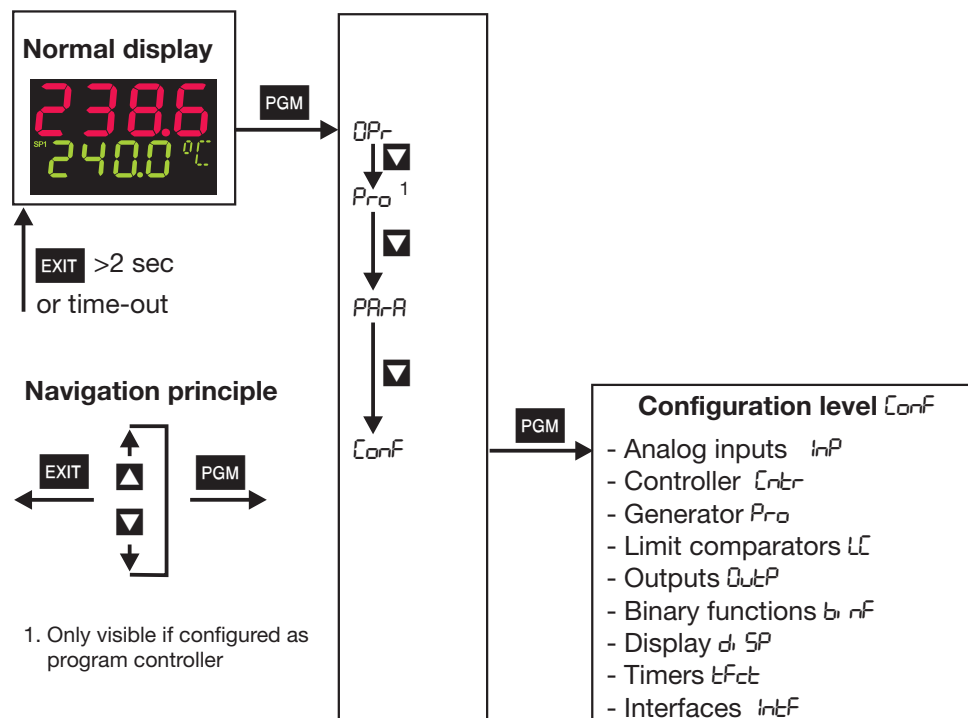 Normal display
238.6
SP1 240.0 °C
PGM
EXIT >2 sec
or time-out
Navigation principle
EXIT
PGM
1. Only visible if configured as
program controller
OPr
Pro 1
PArA
ConF
PGM
Configuration level ConF
- Analog inputs InP
- Controller Cntr
- Generator Pro
- Limit comparators LC
- Outputs OutP
- Binary functions binF
- Display diSP
- Timers tFct
- Interfaces IntF